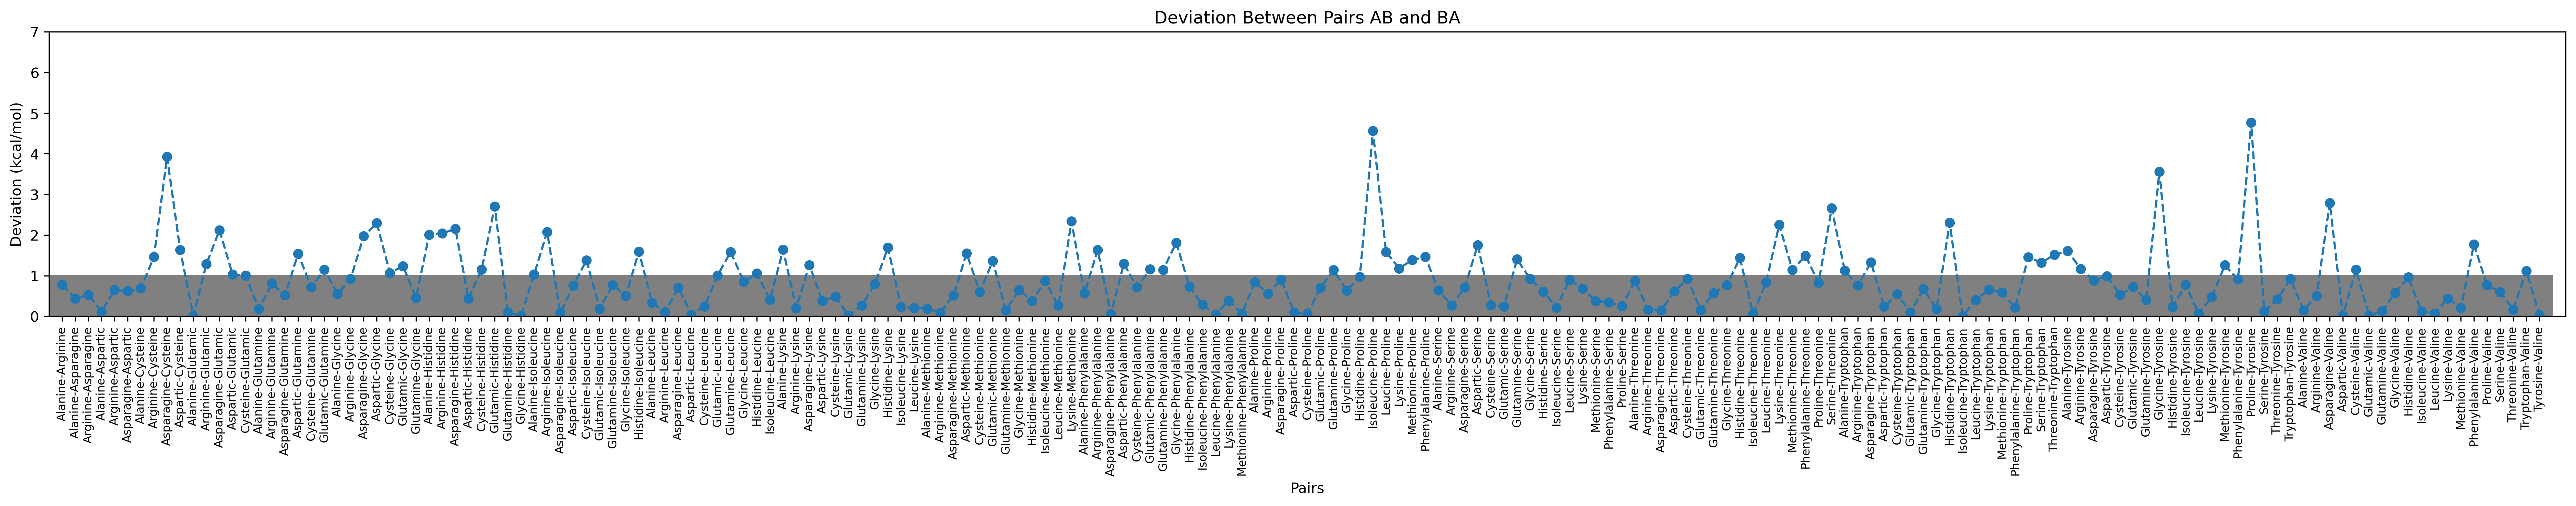 Deviation Between Pairs AB and BA
Deviation (kcal/mol)
7
6
5
4
3
2
1
0
Alanine-Arginine
Alanine-Asparagine
Arginine-Asparagine
Alanine-Aspartic
Arginine-Aspartic
Asparagine-Aspartic
Alanine-Cysteine
Arginine-Cysteine
Asparagine-Cysteine
Aspartic-Cysteine
Alanine-Glutamic
Arginine-Glutamic
Asparagine-Glutamic
Aspartic-Glutamic
Cysteine-Glutamic
Alanine-Glutamine
Arginine-Glutamine
Asparagine-Glutamine
Aspartic-Glutamine
Cysteine-Glutamine
Glutamic-Glutamine
Alanine-Glycine
Arginine-Glycine
Asparagine-Glycine
Aspartic-Glycine
Cysteine-Glycine
Glutamic-Glycine
Glutamine-Glycine
Alanine-Histidine
Arginine-Histidine
Asparagine-Histidine
Aspartic-Histidine
Cysteine-Histidine
Glutamic-Histidine
Glutamine-Histidine
Glycine-Histidine
Alanine-Isoleucine
Arginine-Isoleucine
Asparagine-Isoleucine
Aspartic-Isoleucine
Cysteine-Isoleucine
Glutamic-Isoleucine
Glutamine-Isoleucine
Glycine-Isoleucine
Histidine-Isoleucine
Alanine-Leucine
Arginine-Leucine
Asparagine-Leucine
Aspartic-Leucine
Cysteine-Leucine
Glutamic-Leucine
Glutamine-Leucine
Glycine-Leucine
Histidine-Leucine
Isoleucine-Leucine
Alanine-Lysine
Arginine-Lysine
Asparagine-Lysine
Aspartic-Lysine
Cysteine-Lysine
Glutamic-Lysine
Glutamine-Lysine
Glycine-Lysine
Histidine-Lysine
Isoleucine-Lysine
Leucine-Lysine
Alanine-Methionine
Arginine-Methionine
Asparagine-Methionine
Aspartic-Methionine
Cysteine-Methionine
Glutamic-Methionine
Glutamine-Methionine
Glycine-Methionine
Histidine-Methionine
Isoleucine-Methionine
Leucine-Methionine
Lysine-Methionine
Alanine-Phenylalanine
Arginine-Phenylalanine
Asparagine-Phenylalanine
Aspartic-Phenylalanine
Cysteine-Phenylalanine
Glutamic-Phenylalanine
Glutamine-Phenylalanine
Glycine-Phenylalanine
Histidine-Phenylalanine
Isoleucine-Phenylalanine
Leucine-Phenylalanine
Lysine-Phenylalanine
Methionine-Phenylalanine
Alanine-Proline
Arginine-Proline
Asparagine-Proline
Aspartic-Proline
Cysteine-Proline
Glutamic-Proline
Glutamine-Proline
Glycine-Proline
Histidine-Proline
Isoleucine-Proline
Leucine-Proline
Lysine-Proline
Methionine-Proline
Phenylalanine-Proline
Alanine-Serine
Arginine-Serine
Asparagine-Serine
Aspartic-Serine
Cysteine-Serine
Glutamic-Serine
Glutamine-Serine
Glycine-Serine
Histidine-Serine
Isoleucine-Serine
Leucine-Serine
Lysine-Serine
Methionine-Serine
Phenylalanine-Serine
Proline-Serine
Alanine-Threonine
Arginine-Threonine
Asparagine-Threonine
Aspartic-Threonine
Cysteine-Threonine
Glutamic-Threonine
Glutamine-Threonine
Glycine-Threonine
Histidine-Threonine
Isoleucine-Threonine
Leucine-Threonine
Lysine-Threonine
Methionine-Threonine
Phenylalanine-Threonine
Proline-Threonine
Serine-Threonine
Alanine-Tryptophan
Arginine-Tryptophan
Asparagine-Tryptophan
Aspartic-Tryptophan
Cysteine-Tryptophan
Glutamic-Tryptophan
Glutamine-Tryptophan
Glycine-Tryptophan
Histidine-Tryptophan
Isoleucine-Tryptophan
Leucine-Tryptophan
Lysine-Tryptophan
Methionine-Tryptophan
Phenylalanine-Tryptophan
Proline-Tryptophan
Serine-Tryptophan
Threonine-Tryptophan
Alanine-Tyrosine
Arginine-Tyrosine
Asparagine-Tyrosine
Aspartic-Tyrosine
Cysteine-Tyrosine
Glutamic-Tyrosine
Glutamine-Tyrosine
Glycine-Tyrosine
Histidine-Tyrosine
Isoleucine-Tyrosine
Leucine-Tyrosine
Lysine-Tyrosine
Methionine-Tyrosine
Phenylalanine-Tyrosine
Proline-Tyrosine
Serine-Tyrosine
Threonine-Tyrosine
Tryptophan-Tyrosine
Alanine-Valine
Arginine-Valine
Asparagine-Valine
Aspartic-Valine
Cysteine-Valine
Glutamic-Valine
Glutamine-Valine
Glycine-Valine
Histidine-Valine
Isoleucine-Valine
Leucine-Valine
Lysine-Valine
Methionine-Valine
Phenylalanine-Valine
Proline-Valine
Serine-Valine
Threonine-Valine
Tryptophan-Valine
Tyrosine-Valine
Pairs